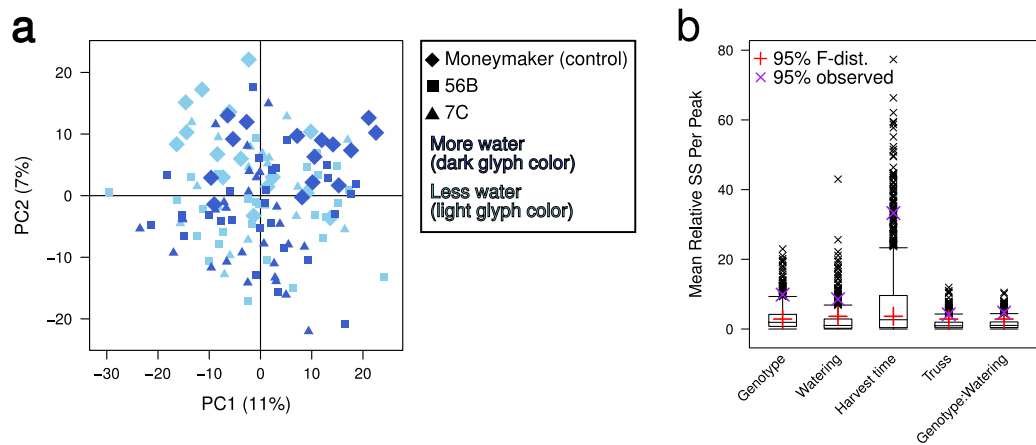 a
20
10
0
−10
−20
PC2 (7%)
−30
−20
−10
0
10
20
PC1 (11%)
Moneymaker (control)
56B
7C
More water
(dark glyph color)
Less water
(light glyph color)
b
80
60
40
20
0
Mean Relative SS Per Peak
95% F-dist.
95% observed
Genotype
Watering
Harvest time
Truss
Genotype:Watering